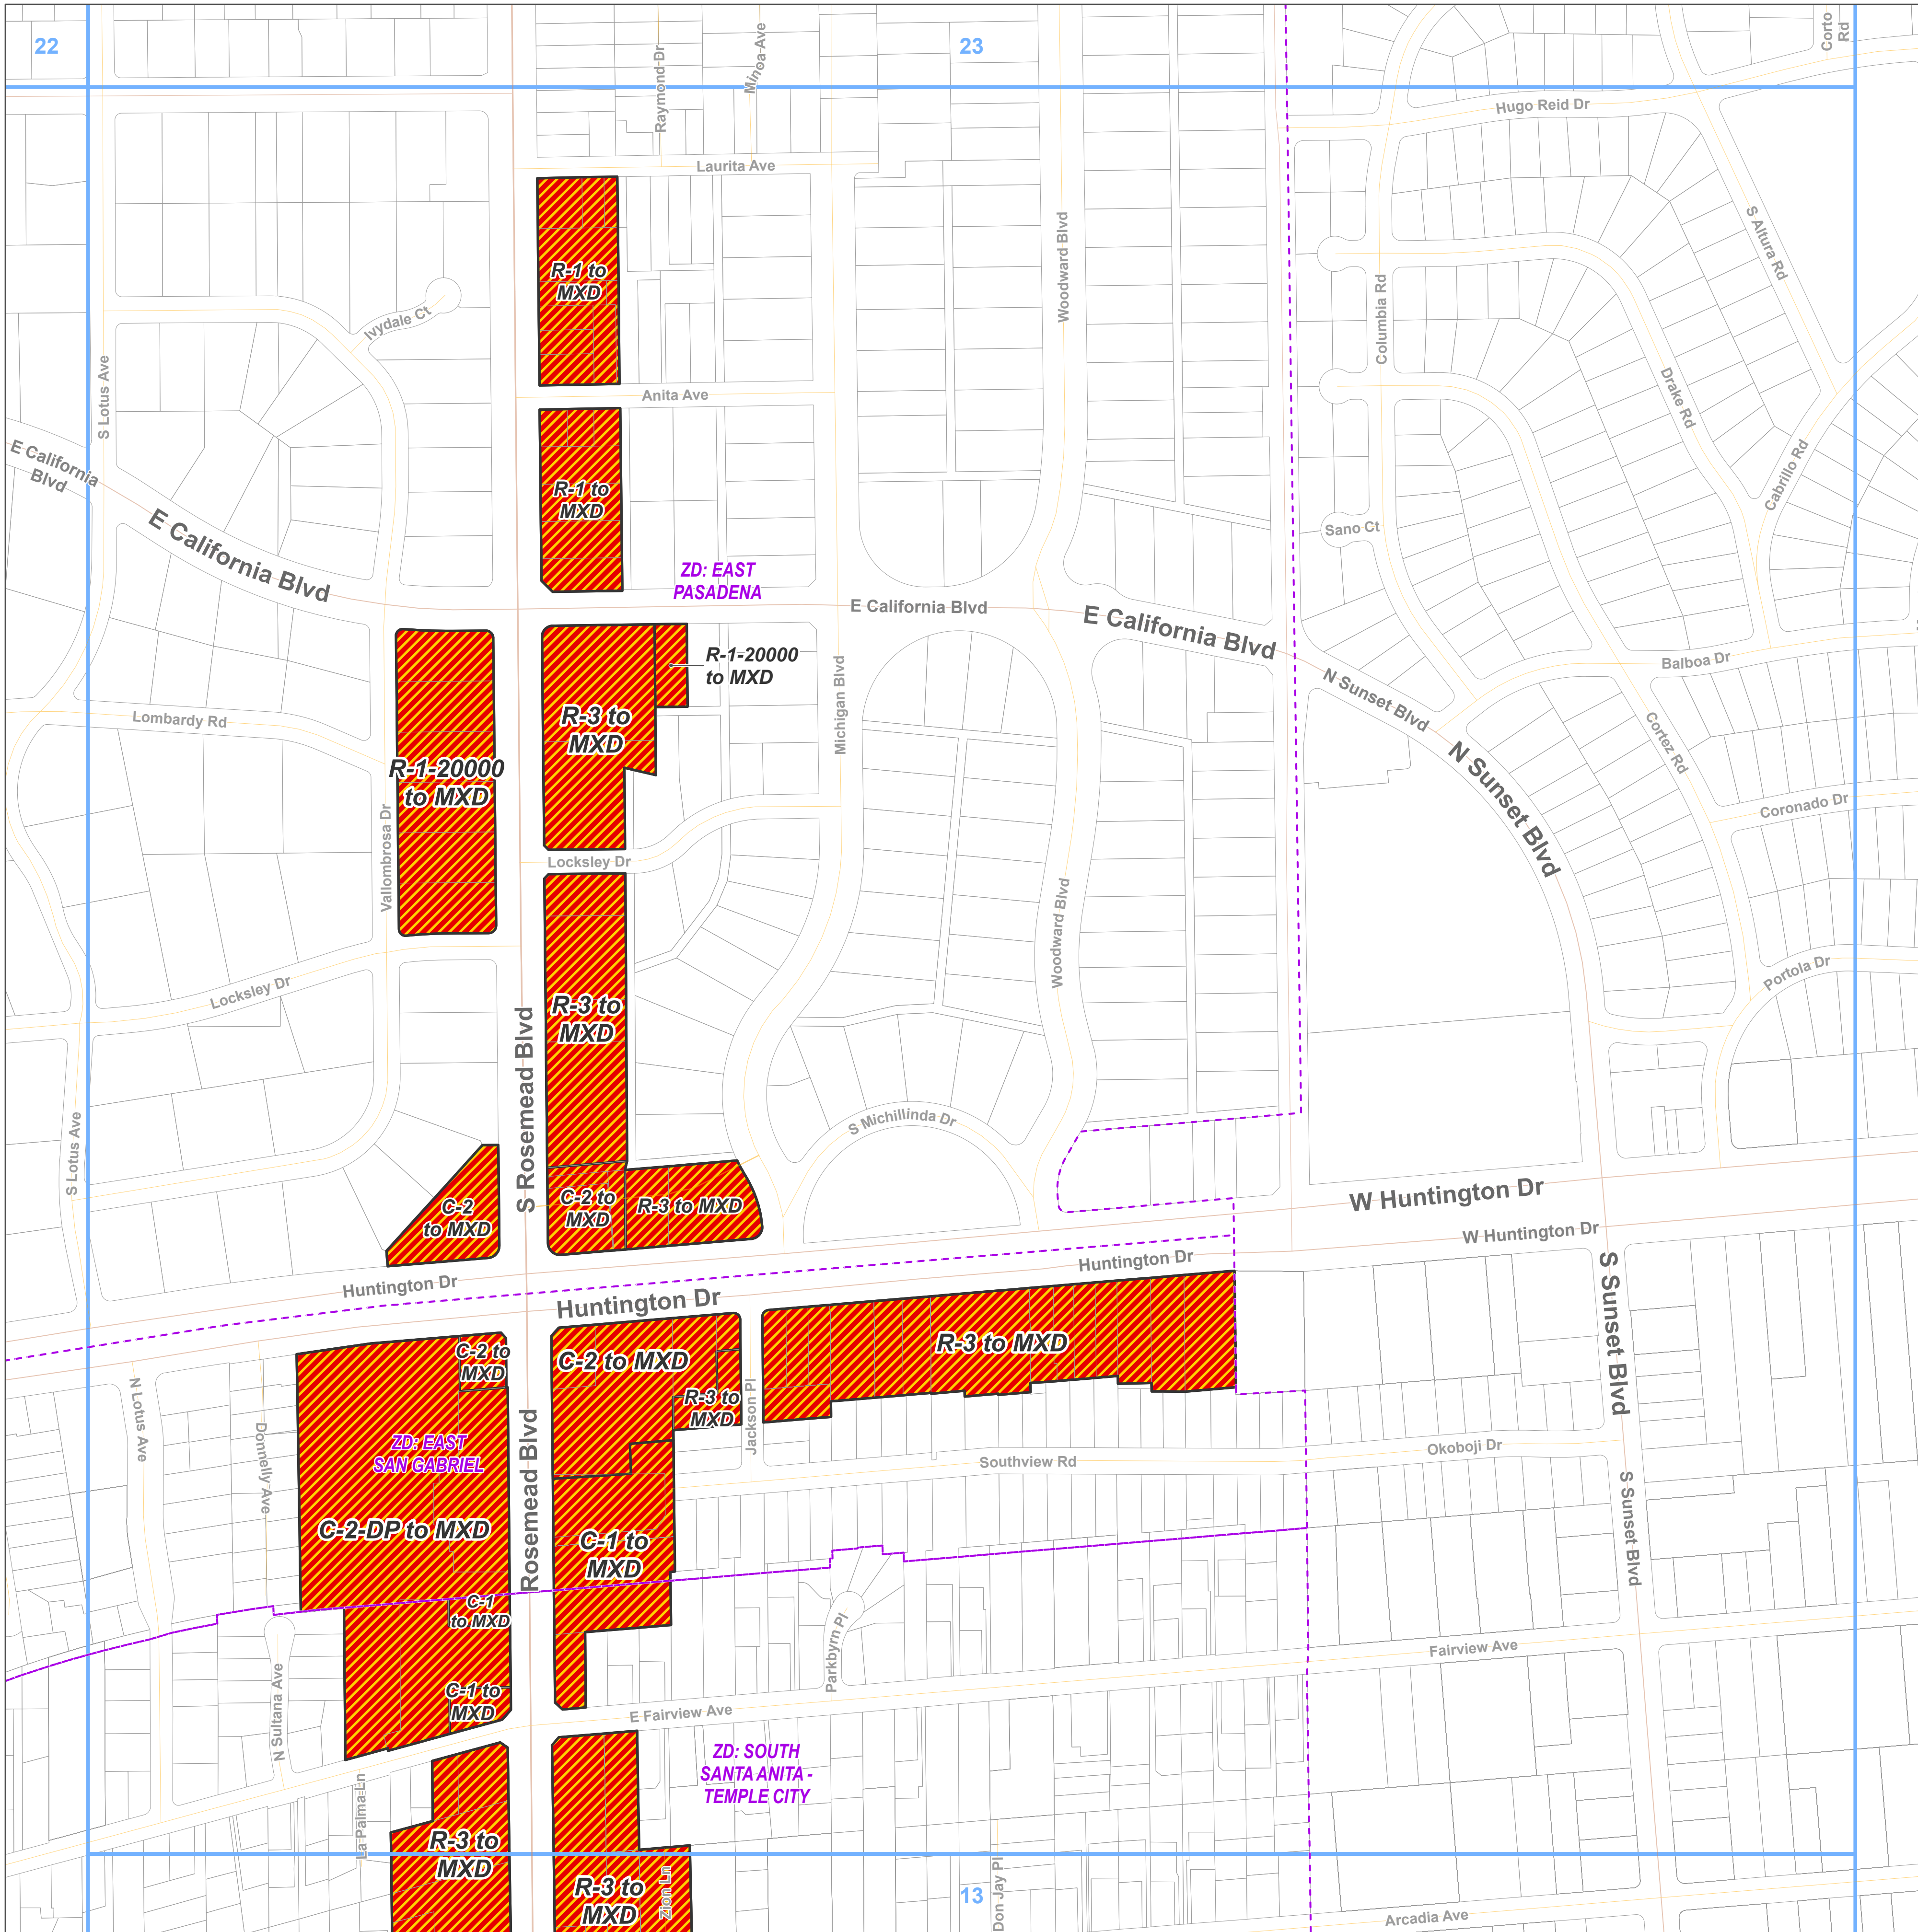 22
23
Corto
Rd
Raymond Dr
Minoa Ave
Hugo Reid Dr
Laurita Ave
S Altura Rd
Woodward Blvd
R-1 to
MXD
Columbia Rd
Ivydale Ct
S Lotus Ave
Anita Ave
Drake Rd
E California
Blvd
E California Blvd
R-1 to
MXD
Cabrillo Rd
Sano Ct
ZD: EAST
PASADENA
E California Blvd
E California Blvd
R-1-20000
to MXD
Balboa Dr
N Sunset Blvd
Lombardy Rd
Michigan Blvd
R-3 to
MXD
Cortez Rd
N Sunset Blvd
R-1-20000
to MXD
Coronado Dr
Vallombrosa Dr
Locksley Dr
Woodward Blvd
Portola Dr
Locksley Dr
R-3 to
MXD
S Rosemead Blvd
S Michillinda Dr
S Lotus Ave
C-2
to MXD
C-2 to
MXD
R-3 to MXD
W Huntington Dr
W Huntington Dr
Huntington Dr
Huntington Dr
Huntington Dr
S Sunset Blvd
C-2 to
MXD
C-2 to MXD
R-3 to MXD
R-3 to
MXD
Jackson Pl
N Lotus Ave
Donnelly Ave
ZD: EAST
SAN GABRIEL
Rosemead Blvd
Southview Rd
Okoboji Dr
S Sunset Blvd
C-2-DP to MXD
C-1 to
MXD
C-1
to MXD
Parkbyrn Pl
Fairview Ave
N Sultana Ave
C-1 to
MXD
E Fairview Ave
ZD: SOUTH
SANTA ANITA -
TEMPLE CITY
La Palma Ln
R-3 to
MXD
R-3 to
MXD
Zion Ln
13
Don Jay Pl
Arcadia Ave